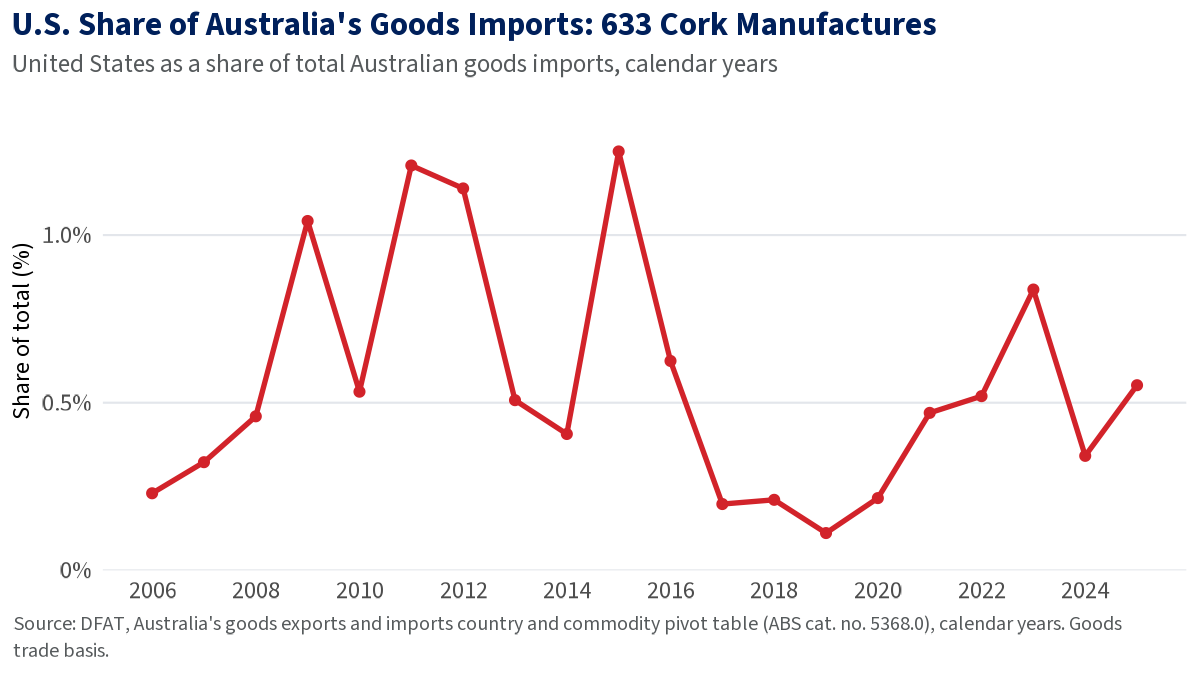 U.S. Share of Australia's Goods Imports: 633 Cork Manufactures
United States as a share of total Australian goods imports, calendar years
Share of total (%)
1.0%
0.5%
0%
2006 2008 2010 2012 2014 2016 2018 2020 2022 2024
Source: DFAT, Australia's goods exports and imports country and commodity pivot table (ABS cat. no. 5368.0), calendar years. Goods
trade basis.